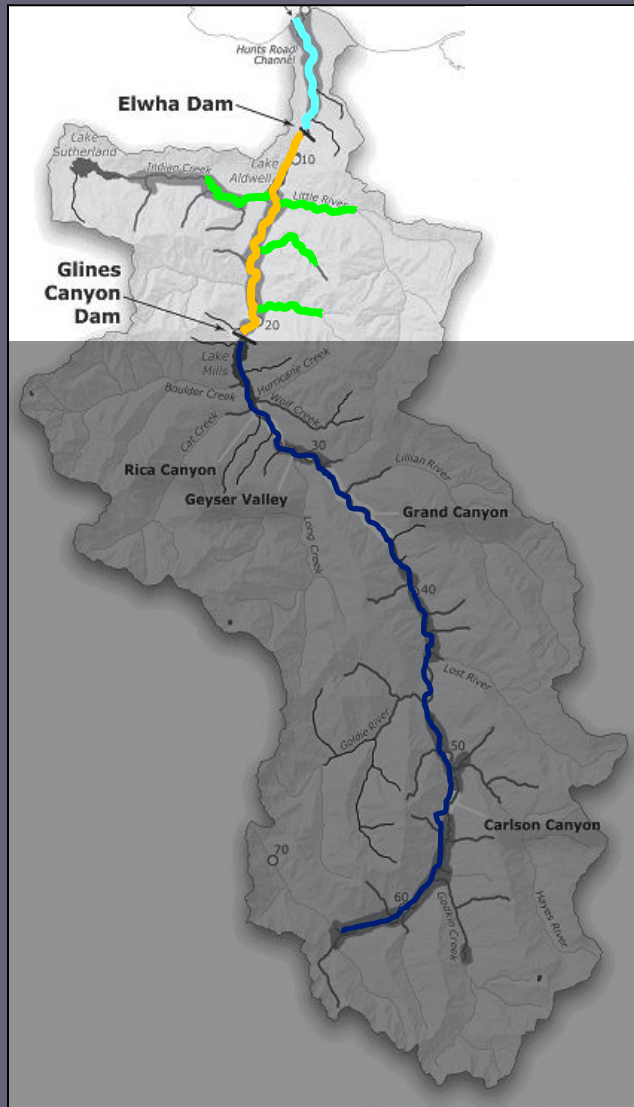 Hunts Road
Channel
Elwha Dam
10
Lake
Sutherland
Indian Creek
Lake
Aldwell
Little River
Glines
Canyon
Dam
20
Lake
Mills
Hurricane Creek
Boulder Creek
Wolf Creek
Cat Creek
30
Rica Canyon
Lillian River
Geyser Valley
Grand Canyon
Long Creek
40
Lost River
Goldie River
50
Carlson Canyon
70
60
Godkin Creek
Hayes River